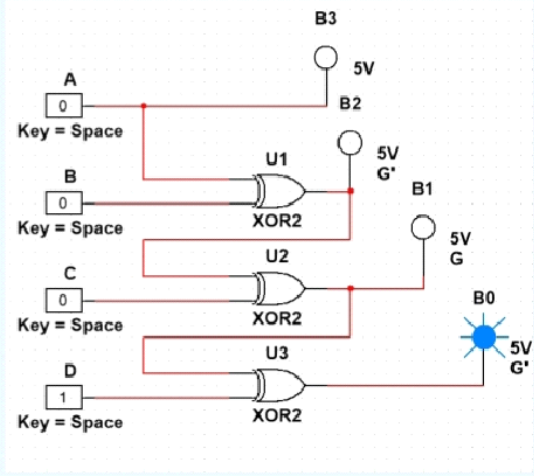 B3
5V
A
0
Key = Space
B2
5V
G'
U1
XOR2
B
0
Key = Space
B1
5V
G
U2
XOR2
C
0
Key = Space
B0
5V
G'
U3
XOR2
D
1
Key = Space